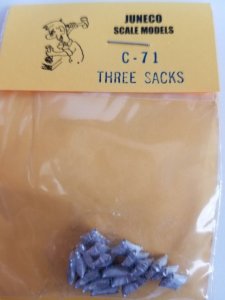 JUNECO
SCALE MODELS
C-71
THREE SACKS